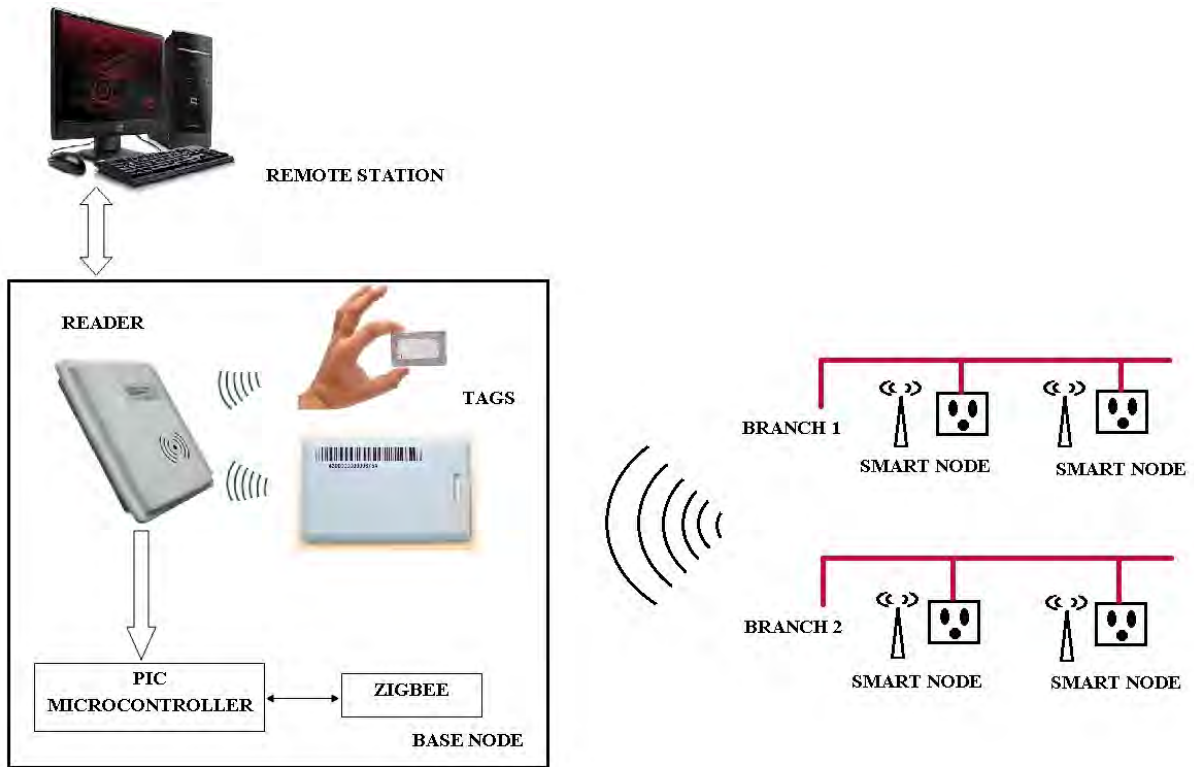 REMOTE STATION
READER
TAGS
PIC
MICROCONTROLLER
ZIGBEE
BASE NODE
BRANCH 1
SMART NODE
SMART NODE
BRANCH 2
SMART NODE
SMART NODE